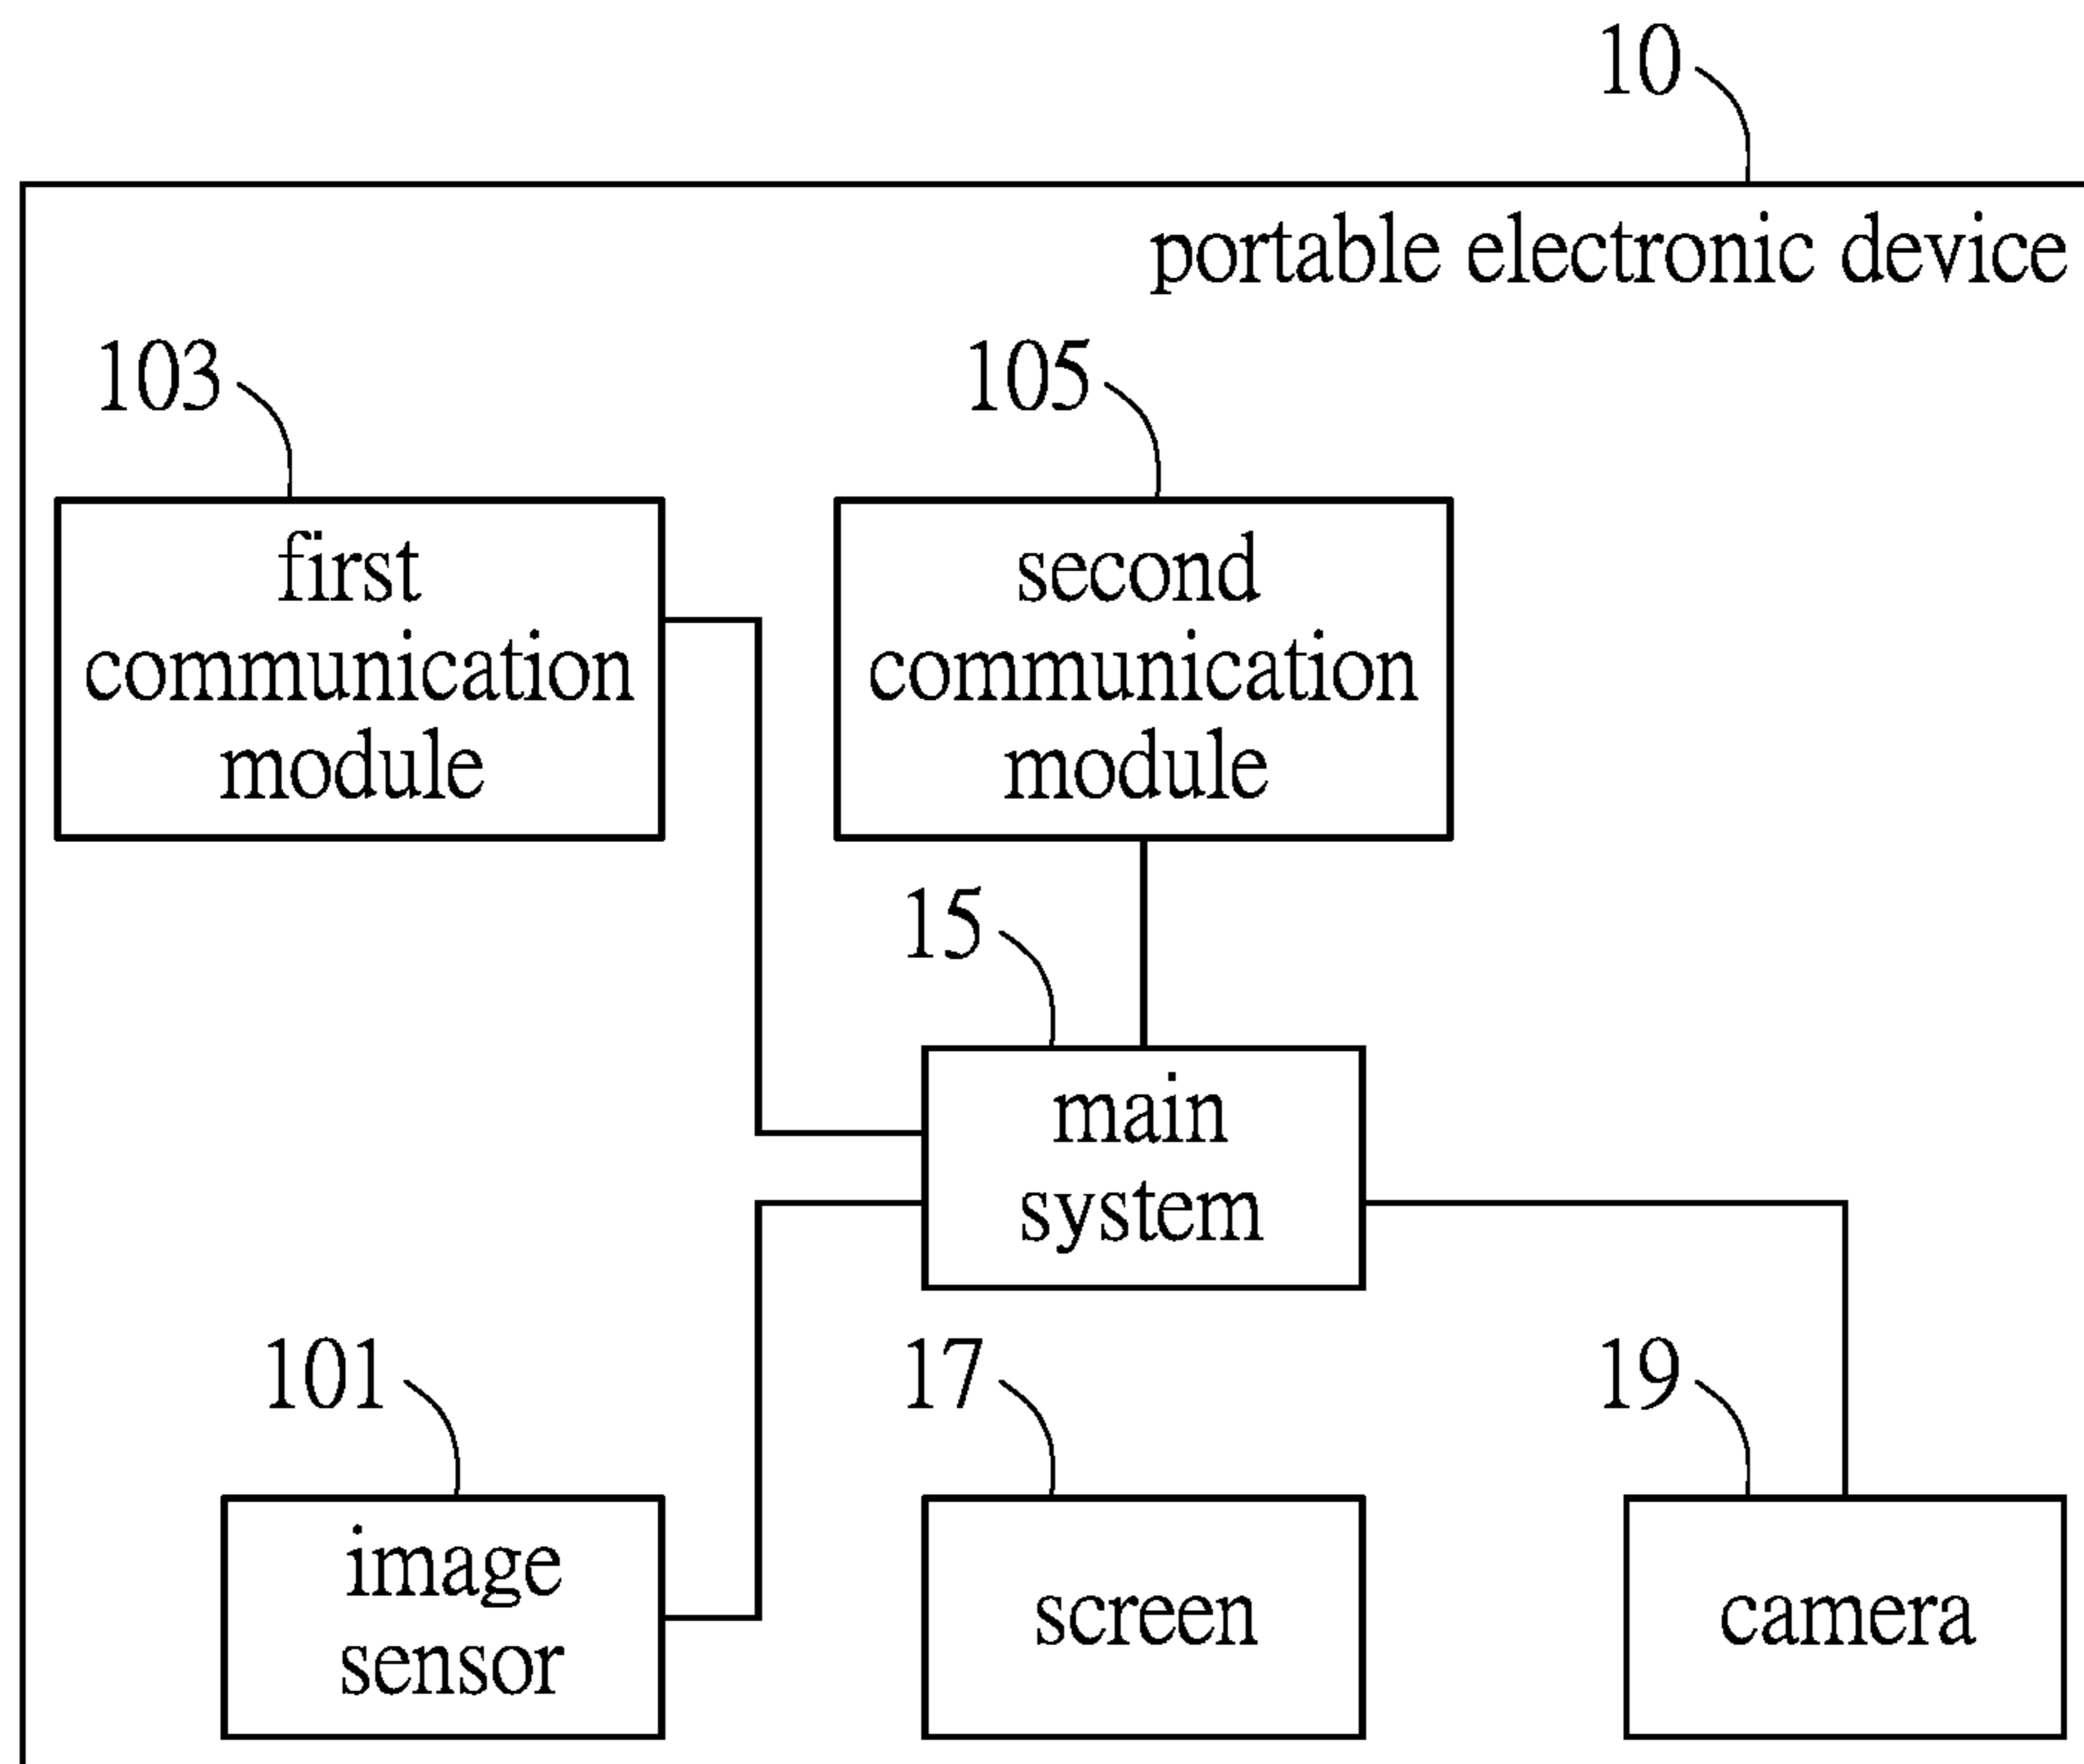 10
portable electronic device
103
105
first
communication
module
second
communication
module
15
main
system
101
17
19
image
sensor
screen
camera